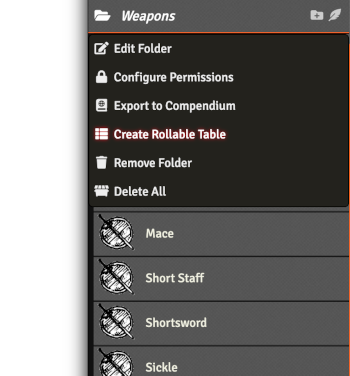 Weapons
Edit Folder
Configure Permissions
Export to Compendium
Create Rollable Table
Remove Folder
Delete All
Mace
Short Staff
Shortsword
Sickle